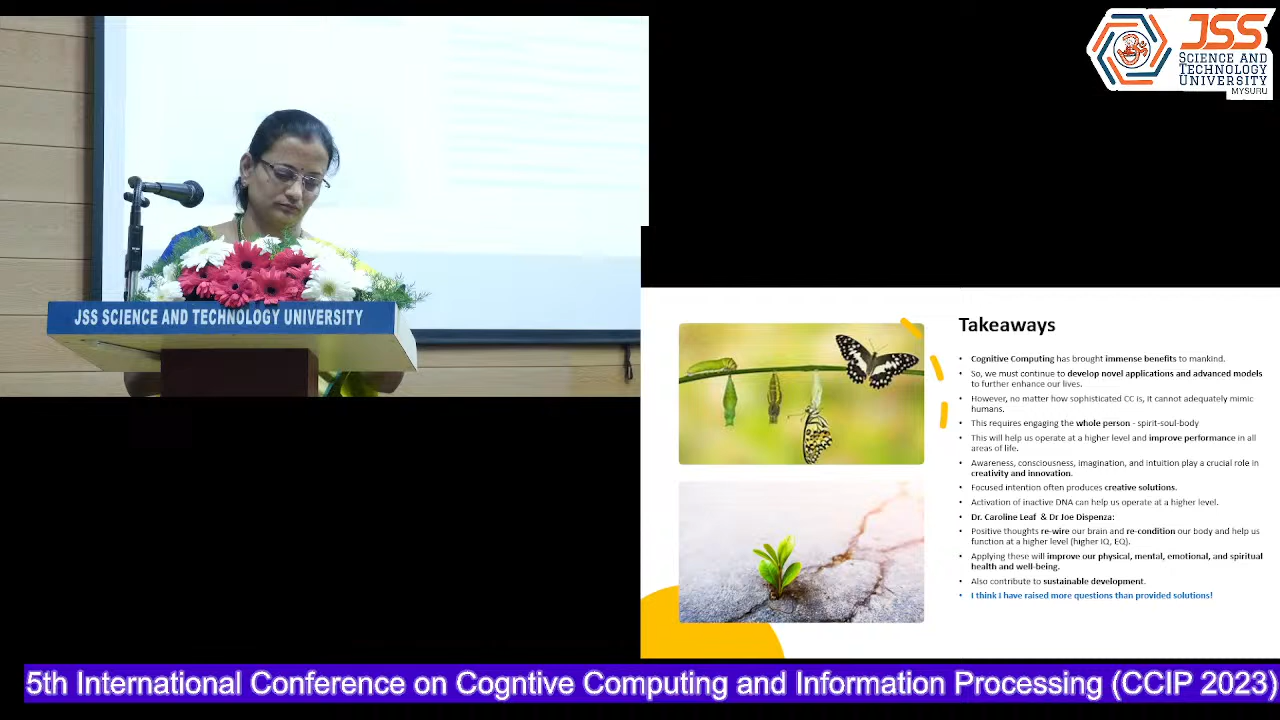 JSS
SCIENCE AND
TECHNOLOGY
UNIVERSITY
MYSURU
JSS SCIENCE AND TECHNOLOGY UNIVERSITY
Takeaways
• Cognitive Computing has brought immense benefits to mankind.
• So, we must continue to develop novel applications and advanced models
to further enhance our lives.
• However, no matter how sophisticated CC is, it cannot adequately mimic
humans.
• This requires engaging the whole person - spirit-soul-body
• This will help us operate at a higher level and improve performance in all
areas of life.
• Awareness, consciousness, imagination, and intuition play a crucial role in
creativity and innovation.
• Focused intention often produces creative solutions.
• Activation of inactive DNA can help us operate at a higher level.
• Dr. Caroline Leaf & Dr Joe Dispenza:
• Positive thoughts re-wire our brain and re-condition our body and help us
function at a higher level (higher IQ, EQ).
• Applying these will improve our physical, mental, emotional, and spiritual
health and well-being.
• Also contribute to sustainable development.
• I think I have raised more questions than provided solutions!
5th International Conference on Cogntive Computing and Information Processing (CCIP 2023)